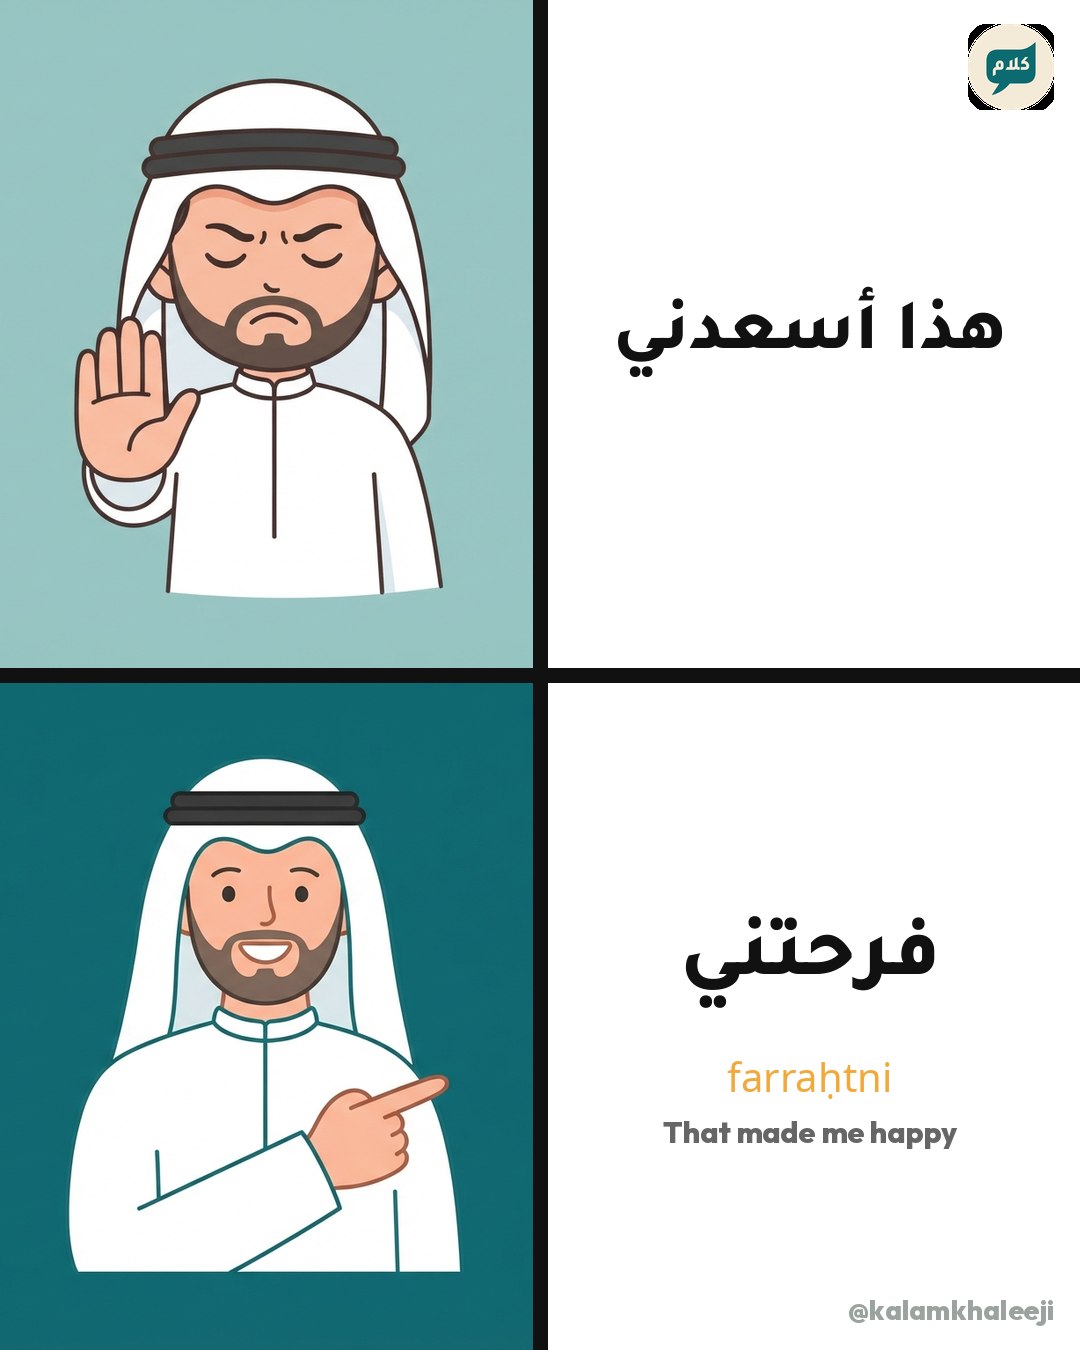 كلام
هذا أسعدني
فرحتني
farraḥtni
That made me happy
@kalamkhaleeji